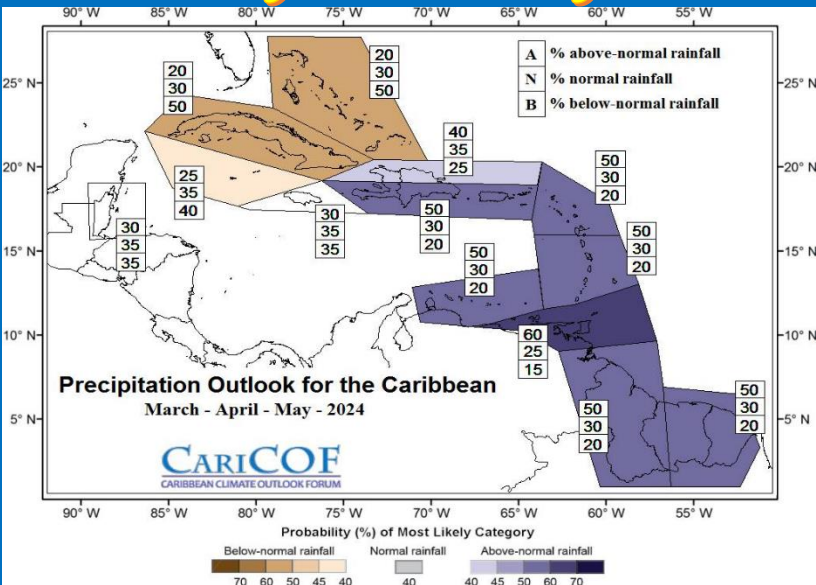 90° W 85° W 80° W 75° W 70° W 65° W 60° W 55° W
A % above-normal rainfall
N % normal rainfall
B % below-normal rainfall
25° N
20° N
15° N
10° N
5° N
25° N
20° N
15° N
10° N
5° N
20
30
50
20
30
50
40
35
25
50
30
20
25
35
40
30
35
35
30
35
35
50
30
20
50
30
20
50
30
20
60
25
15
50
30
20
50
30
20
Precipitation Outlook for the Caribbean
March - April - May - 2024
CARICOF
CARIBBEAN CLIMATE OUTLOOK FORUM
90° W 85° W 80° W 75° W 70° W 65° W 60° W 55° W
Probability (%) of Most Likely Category
Below-normal rainfall Normal rainfall Above-normal rainfall
70 60 50 45 40 40 40 45 50 60 70